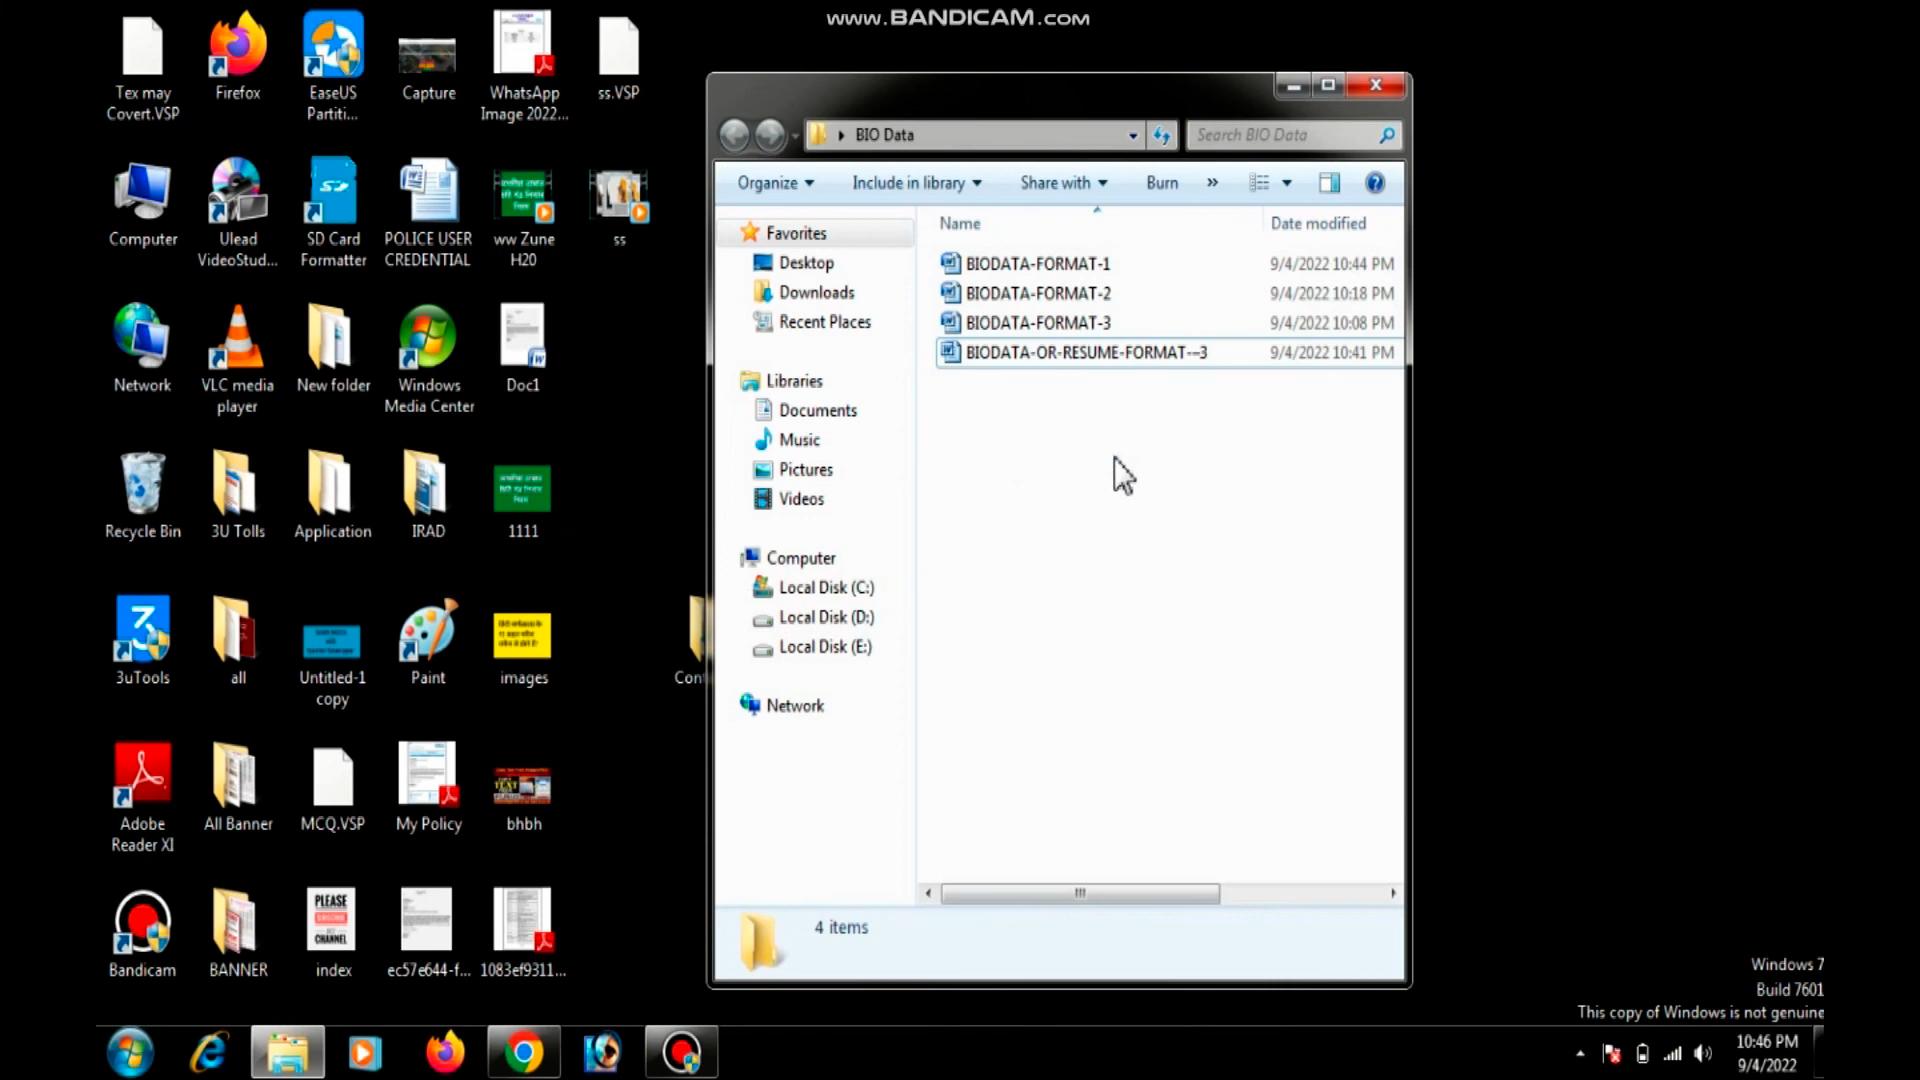 www.BANDICAM.com
Tex may
Covert.VSP
Firefox
EaseUS
Partiti...
Capture
WhatsApp
Image 2022...
ss.VSP
Computer
Ulead
VideoStud...
SD Card
Formatter
POLICE USER
CREDENTIAL
ww Zune
H20
ss
Network
VLC media
player
New folder
Windows
Media Center
Doc1
Recycle Bin
3U Tolls
Application
IRAD
1111
3uTools
all
Untitled-1
copy
Paint
images
Cont
Adobe
Reader XI
All Banner
MCQ.VSP
My Policy
bhbh
PLEASE
CHANNEL
Bandicam
BANNER
index
ec57e644-f...
1083ef9311...
BIO Data
Search BIO Data
Organize
Include in library
Share with
Burn
»
Name
Date modified
Favorites
Desktop
Downloads
Recent Places
Libraries
Documents
Music
Pictures
Videos
Computer
Local Disk (C:)
Local Disk (D:)
Local Disk (E:)
Network
BIODATA-FORMAT-1 9/4/2022 10:44 PM
BIODATA-FORMAT-2 9/4/2022 10:18 PM
BIODATA-FORMAT-3 9/4/2022 10:08 PM
BIODATA-OR-RESUME-FORMAT--3 9/4/2022 10:41 PM
4 items
Windows 7
Build 7601
This copy of Windows is not genuine
10:46 PM
9/4/2022